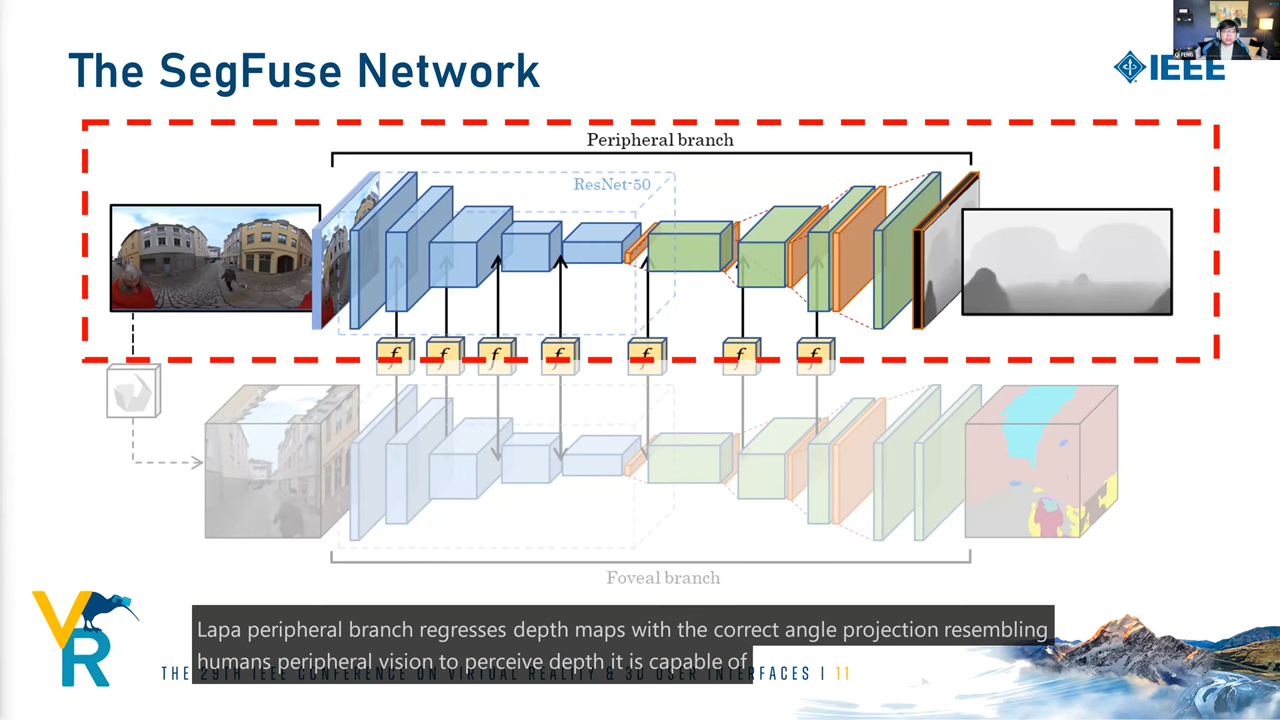 The SegFuse Network
IEEE
QI FENG
Peripheral branch
ResNet-50
f f f f f f f
Foveal branch
VR
Lapa peripheral branch regresses depth maps with the correct angle projection resembling
humans peripheral vision to perceive depth it is capable of
THE 29TH IEEE CONFERENCE ON VIRTUAL REALITY & 3D USER INTERFACES | 11